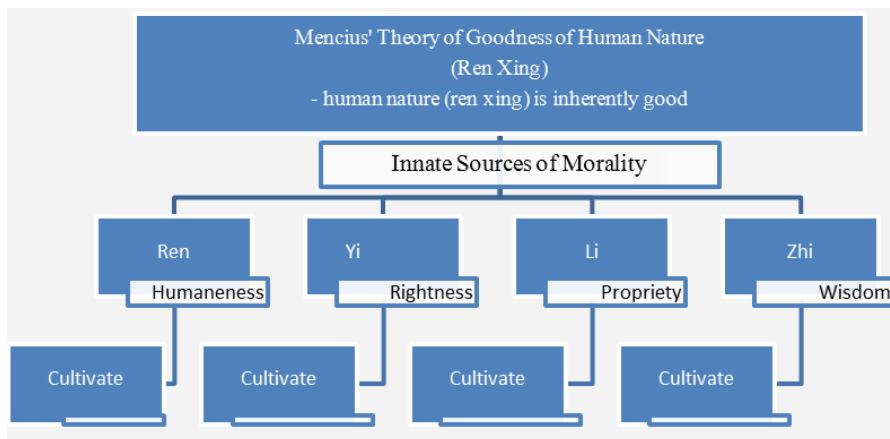 Mencius' Theory of Goodness of Human Nature
(Ren Xing)
- human nature (ren xing) is inherently good
Innate Sources of Morality
Ren
Humaneness
Yi
Rightness
Li
Propriety
Zhi
Wisdom
Cultivate
Cultivate
Cultivate
Cultivate